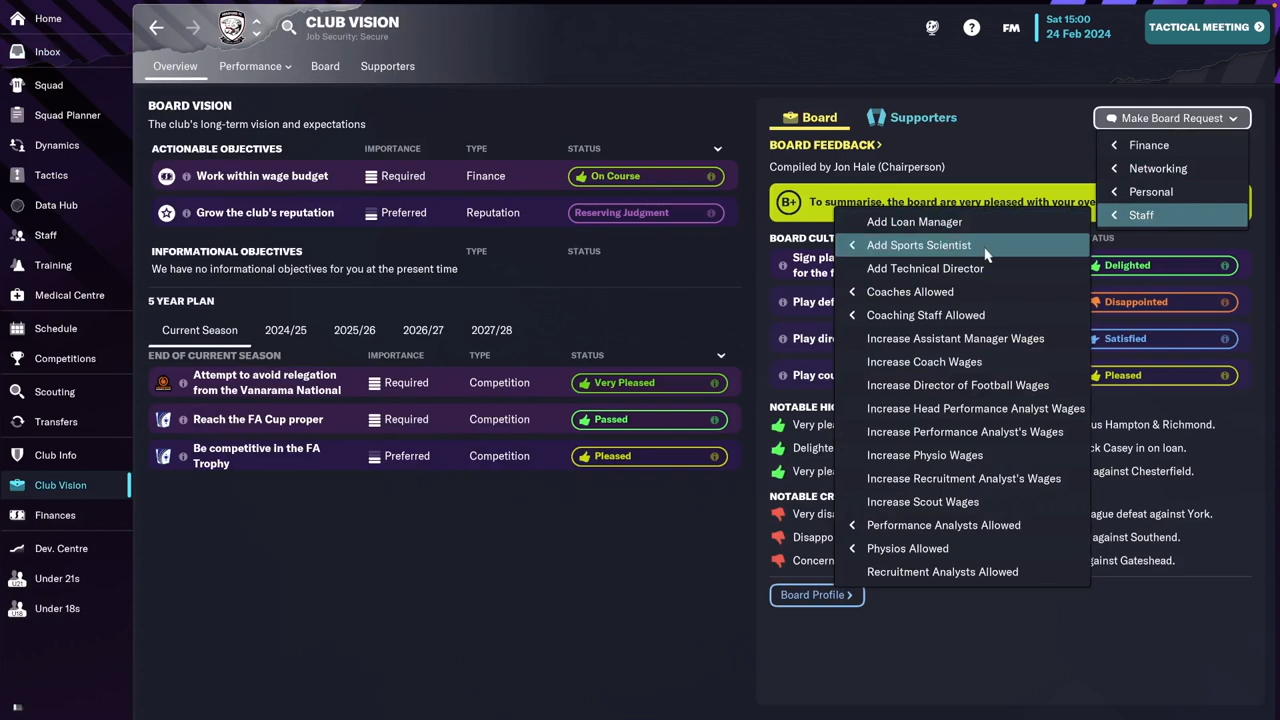 Home
Inbox
Squad
Squad Planner
Dynamics
Tactics
Data Hub
Staff
Training
Medical Centre
Schedule
Competitions
Scouting
Transfers
Club Info
Club Vision
Finances
Dev. Centre
U21
Under 21s
U18
Under 18s
CLUB VISION
Job Security: Secure
FM
Sat 15:00
24 Feb 2024
TACTICAL MEETING
Overview
Performance
Board
Supporters
BOARD VISION
The club's long-term vision and expectations
ACTIONABLE OBJECTIVES IMPORTANCE TYPE STATUS
Work within wage budget Required Finance On Course
Grow the club's reputation Preferred Reputation Reserving Judgment
INFORMATIONAL OBJECTIVES IMPORTANCE TYPE STATUS
We have no informational objectives for you at the present time
5 YEAR PLAN
Current Season 2024/25 2025/26 2026/27 2027/28
END OF CURRENT SEASON IMPORTANCE TYPE STATUS
Attempt to avoid relegation
from the Vanarama National Required Competition Very Pleased
Reach the FA Cup proper Required Competition Passed
Be competitive in the FA
Trophy Preferred Competition Pleased
Board Supporters
Make Board Request
Finance
Networking
Personal
Staff
BOARD FEEDBACK
Compiled by Jon Hale (Chairperson)
B+ To summarise, the board are very pleased with your ove
BOARD CULT ATUS
Sign pla
for the f Delighted
Play def Disappointed
Play dire Satisfied
Play cou Pleased
NOTABLE HIG
Very plea us Hampton & Richmond.
Delighte ck Casey in on loan.
Very plea against Chesterfield.
NOTABLE CR
Very disa ague defeat against York.
Disappo against Southend.
Concern against Gateshead.
Board Profile
Add Loan Manager
Add Sports Scientist
Add Technical Director
Coaches Allowed
Coaching Staff Allowed
Increase Assistant Manager Wages
Increase Coach Wages
Increase Director of Football Wages
Increase Head Performance Analyst Wages
Increase Performance Analyst's Wages
Increase Physio Wages
Increase Recruitment Analyst's Wages
Increase Scout Wages
Performance Analysts Allowed
Physios Allowed
Recruitment Analysts Allowed